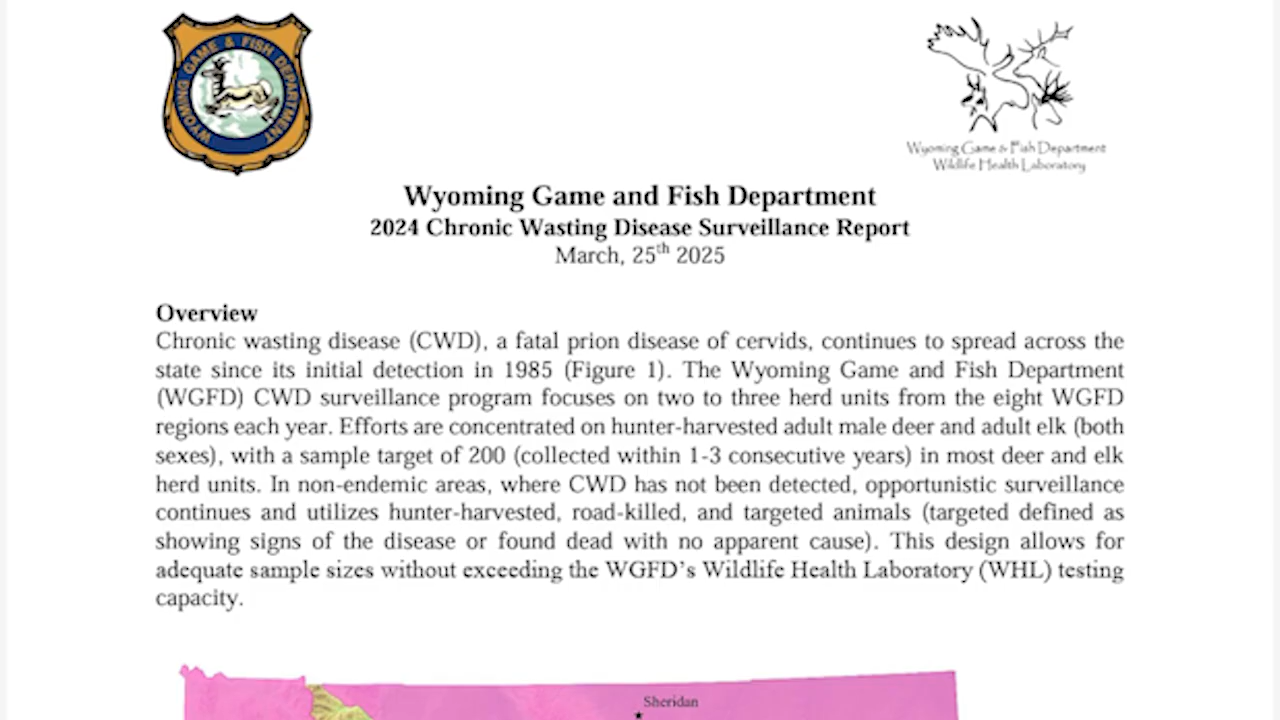 WYOMING GAME & FISH DEPARTMENT
Wyoming Game & Fish Department
Wildlife Health Laboratory
Wyoming Game and Fish Department
2024 Chronic Wasting Disease Surveillance Report
March, 25th 2025
Overview
Chronic wasting disease (CWD), a fatal prion disease of cervids, continues to spread across the
state since its initial detection in 1985 (Figure 1). The Wyoming Game and Fish Department
(WGFD) CWD surveillance program focuses on two to three herd units from the eight WGFD
regions each year. Efforts are concentrated on hunter-harvested adult male deer and adult elk (both
sexes), with a sample target of 200 (collected within 1-3 consecutive years) in most deer and elk
herd units. In non-endemic areas, where CWD has not been detected, opportunistic surveillance
continues and utilizes hunter-harvested, road-killed, and targeted animals (targeted defined as
showing signs of the disease or found dead with no apparent cause). This design allows for
adequate sample sizes without exceeding the WGFD's Wildlife Health Laboratory (WHL) testing
capacity.
Sheridan